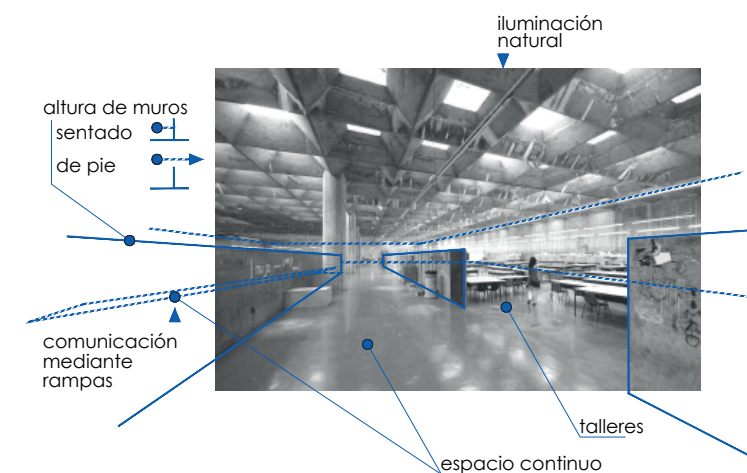 iluminación
natural
altura de muros
sentado
de pie
comunicación
mediante
rampas
talleres
espacio continuo